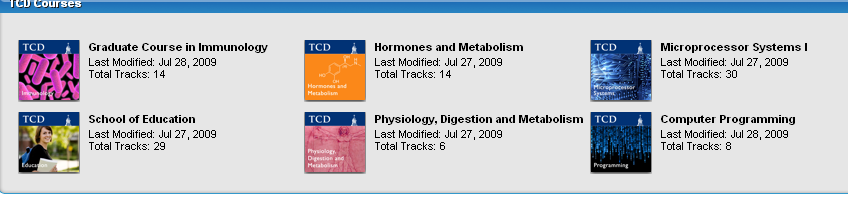 TCD Courses
TCD
Immunology
Graduate Course in Immunology
Last Modified: Jul 28, 2009
Total Tracks: 14
TCD
Hormones and
Metabolism
Hormones and Metabolism
Last Modified: Jul 27, 2009
Total Tracks: 14
TCD
Microprocessor
Systems
Microprocessor Systems I
Last Modified: Jul 27, 2009
Total Tracks: 30
TCD
Education
School of Education
Last Modified: Jul 27, 2009
Total Tracks: 29
TCD
Physiology,
Digestion and
Metabolism
Physiology, Digestion and Metabolism
Last Modified: Jul 27, 2009
Total Tracks: 6
TCD
Programming
Computer Programming
Last Modified: Jul 28, 2009
Total Tracks: 8